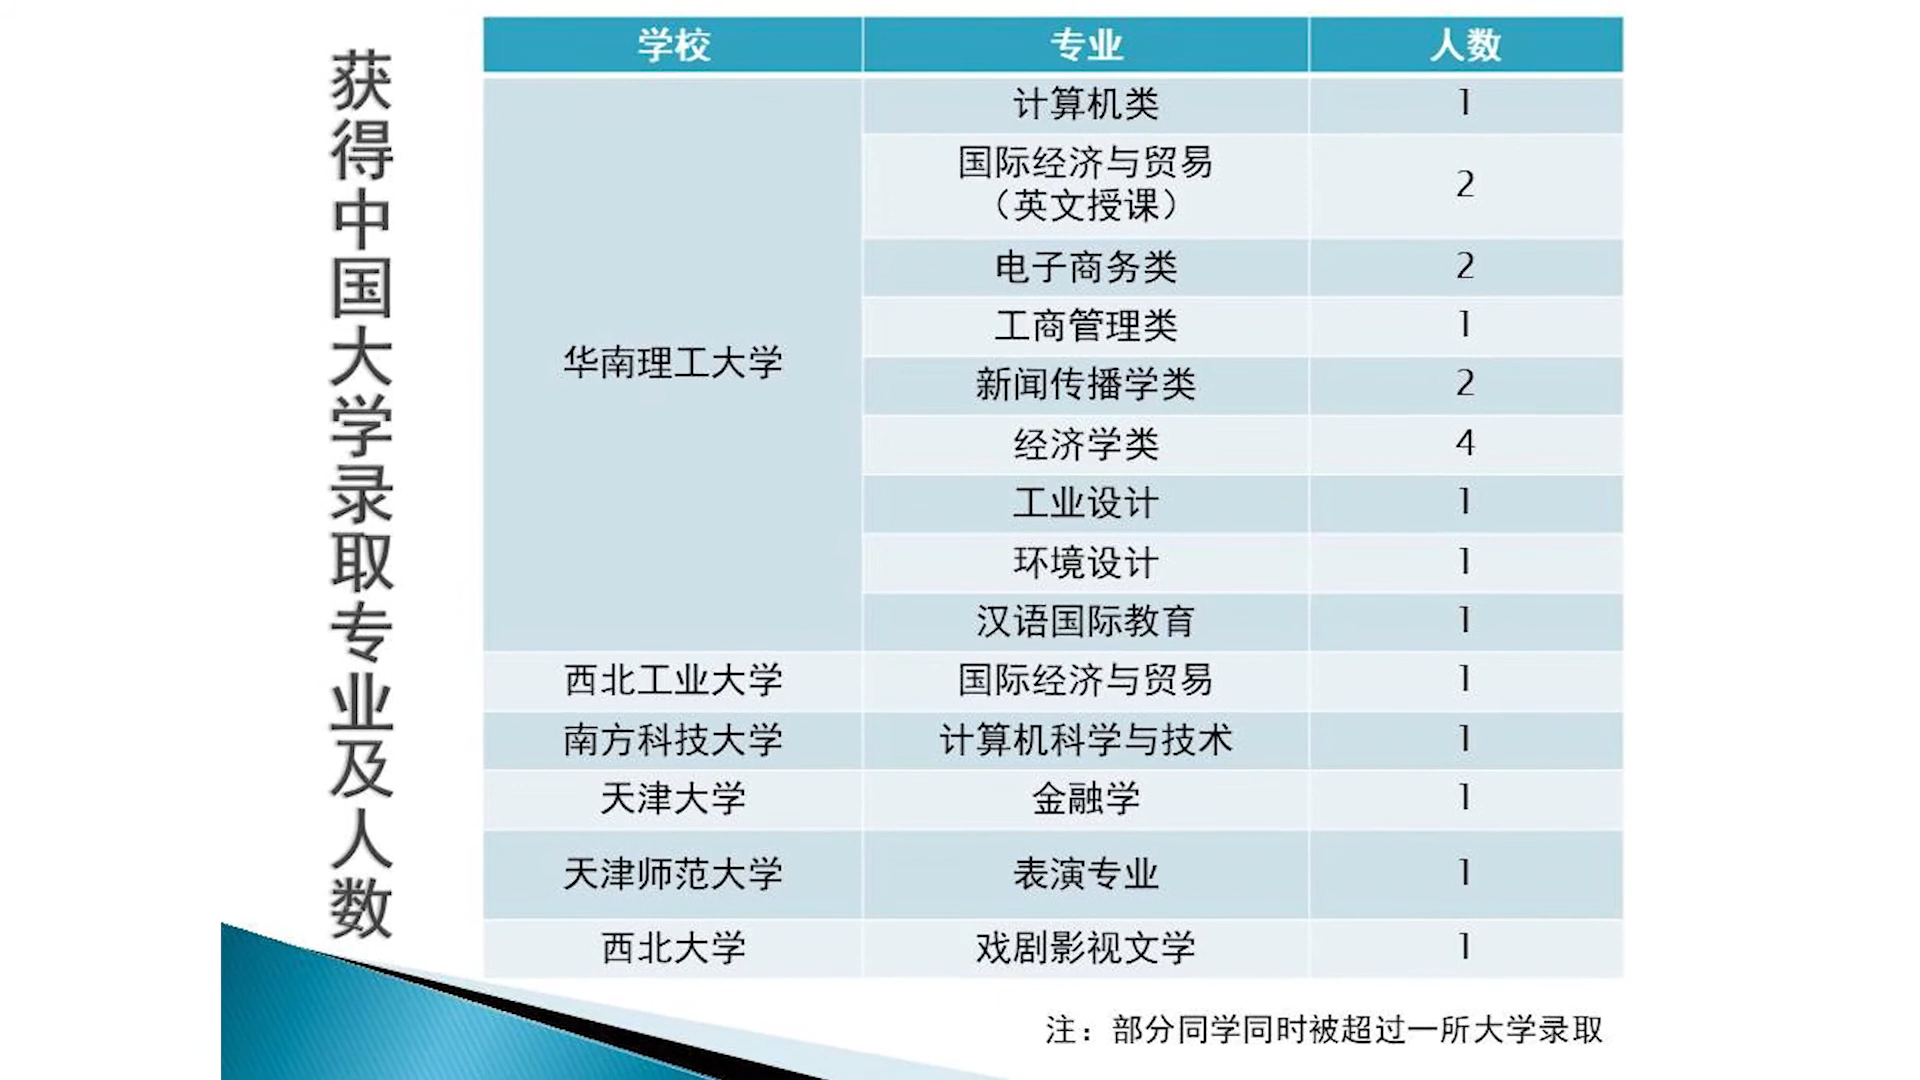 获得中国大学录取专业及人数
学校 专业 人数
华南理工大学
计算机类 1
国际经济与贸易
（英文授课） 2
电子商务类 2
工商管理类 1
新闻传播学类 2
经济学类 4
工业设计 1
环境设计 1
汉语国际教育 1
西北工业大学 国际经济与贸易 1
南方科技大学 计算机科学与技术 1
天津大学 金融学 1
天津师范大学 表演专业 1
西北大学 戏剧影视文学 1
注：部分同学同时被超过一所大学录取